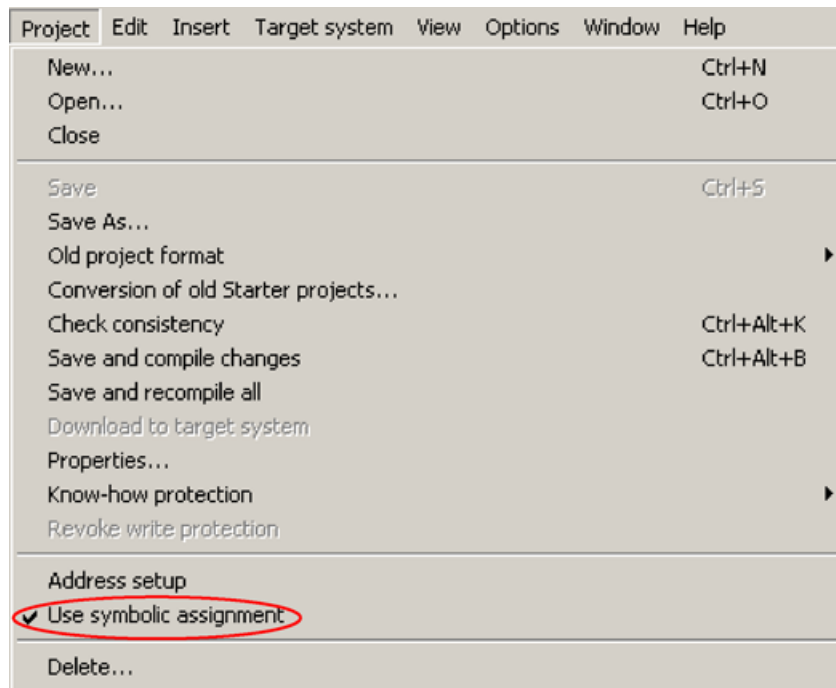 Project Edit Insert Target system View Options Window Help
New... Ctrl+N
Open... Ctrl+O
Close
Save Ctrl+S
Save As...
Old project format
Conversion of old Starter projects...
Check consistency Ctrl+Alt+K
Save and compile changes Ctrl+Alt+B
Save and recompile all
Download to target system
Properties...
Know-how protection
Revoke write protection
Address setup
Use symbolic assignment
Delete...